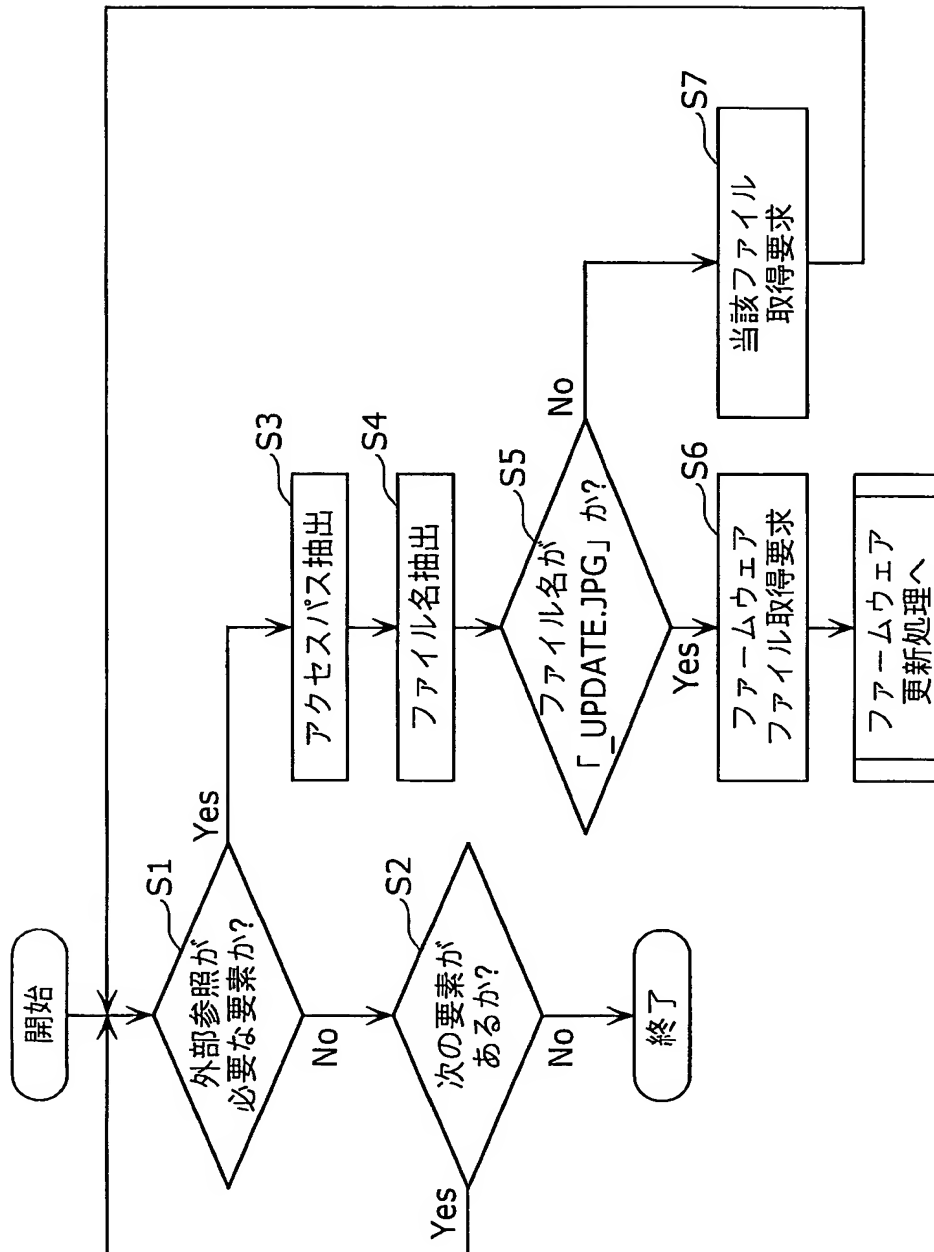 開始
外部参照が
必要な要素か?
S1
Yes
No
次の要素が
あるか?
S2
Yes
No
終了
アクセスパス抽出
S3
ファイル名抽出
S4
ファイル名が
「_UPDATE.JPG」か?
S5
Yes
No
ファームウェア
ファイル取得要求
S6
ファームウェア
更新処理へ
当該ファイル
取得要求
S7